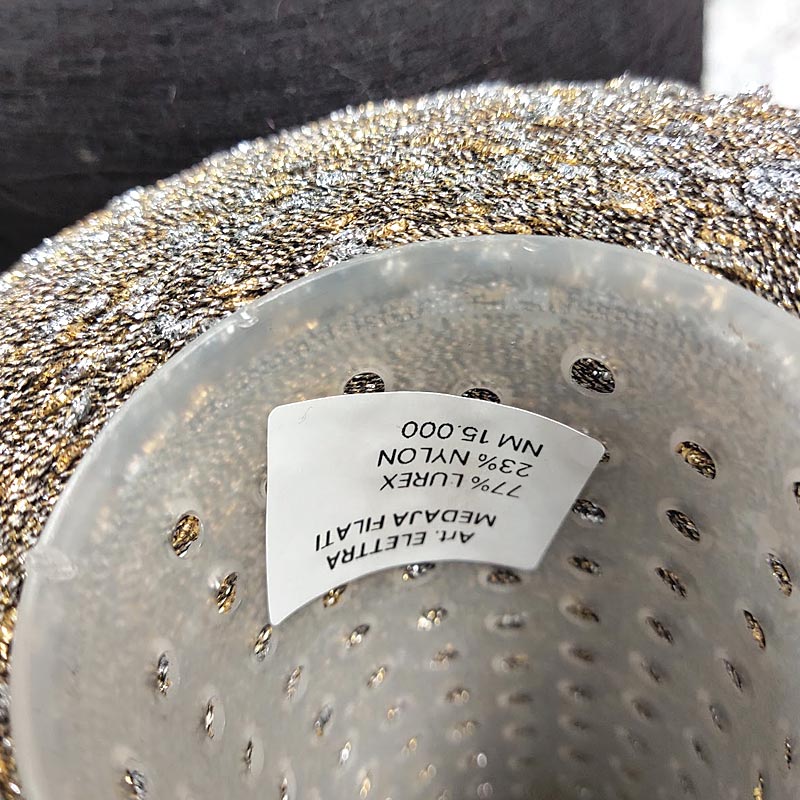 Art. ELETTRA
MEDAJA FILATI
77% LUREX
23% NYLON
NM 15.000